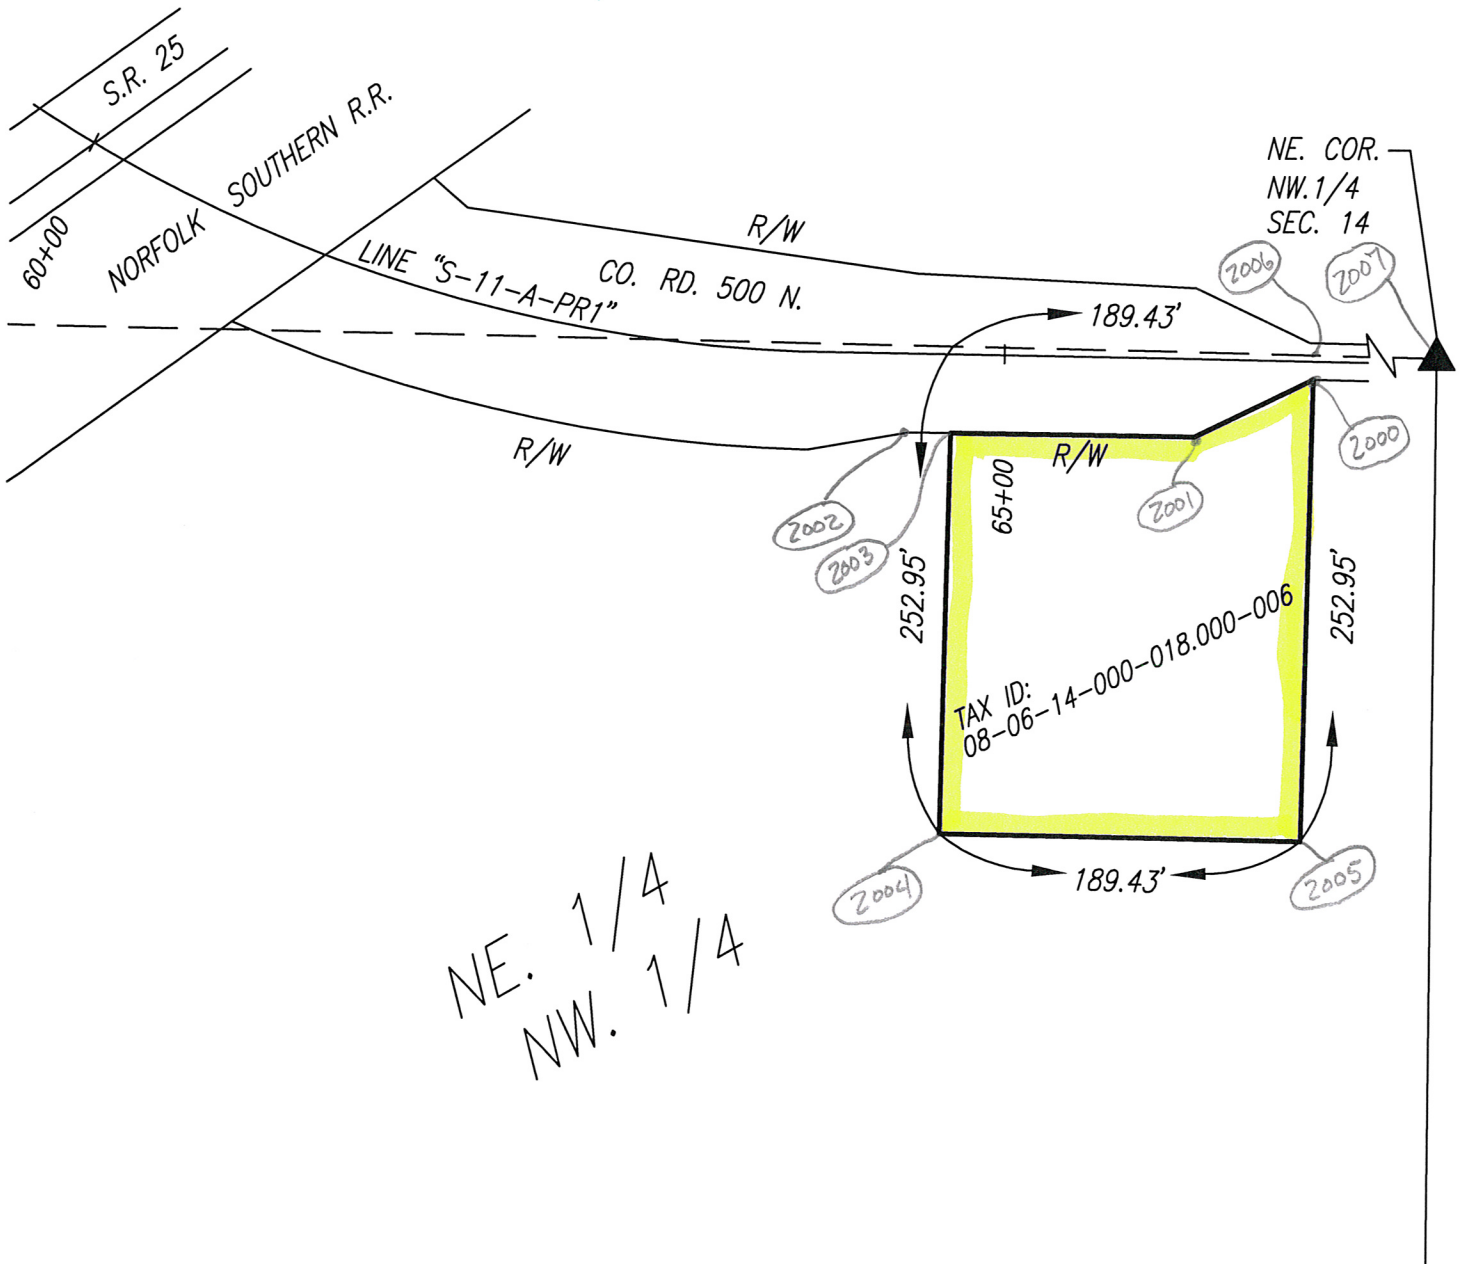 S.R. 25
NORFOLK SOUTHERN R.R.
60+00
NE. COR.
NW.1/4
SEC. 14
R/W
2006
2007
LINE "S-11-A-PR1"
CO. RD. 500 N.
189.43'
R/W
R/W
2000
65+00
2001
2002
2003
252.95'
252.95'
TAX ID:
08-06-14-000-018.000-006
2004
189.43'
2005
NE. 1/4
NW. 1/4